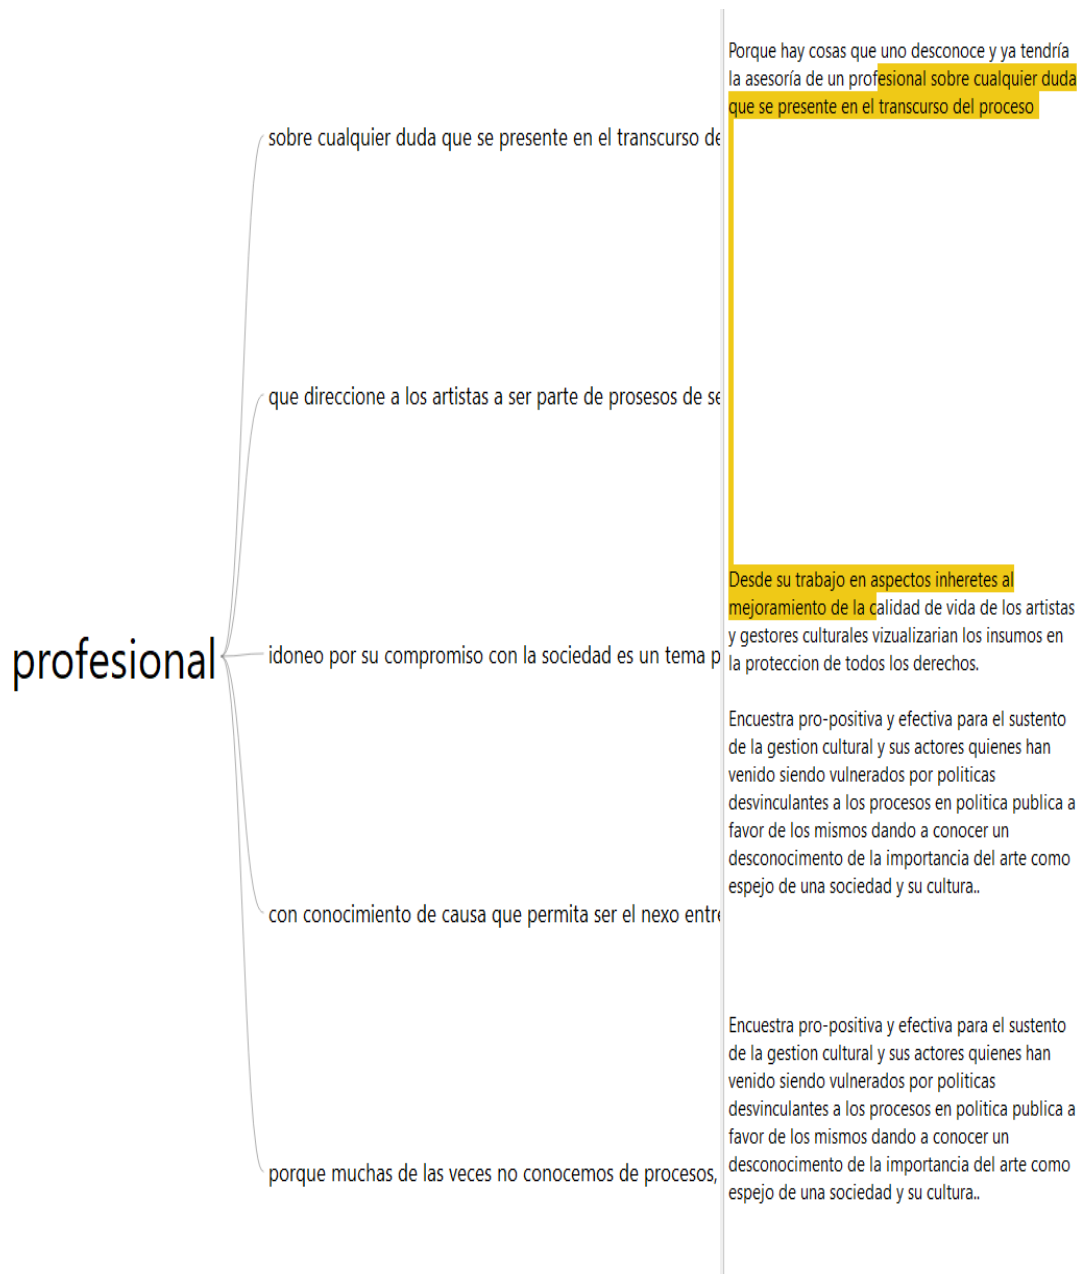 profesional
sobre cualquier duda que se presente en el transcurso de
que direccione a los artistas a ser parte de prosesos de se
idoneo por su compromiso con la sociedad es un tema p
con conocimiento de causa que permita ser el nexo entre
porque muchas de las veces no conocemos de procesos,
Porque hay cosas que uno desconoce y ya tendría
la asesoría de un profesional sobre cualquier duda
que se presente en el transcurso del proceso
Desde su trabajo en aspectos inheretes al
mejoramiento de la calidad de vida de los artistas
y gestores culturales vizualizarian los insumos en
la proteccion de todos los derechos.
Encuestra pro-positiva y efectiva para el sustento
de la gestion cultural y sus actores quienes han
venido siendo vulnerados por politicas
desvinculantes a los procesos en politica publica a
favor de los mismos dando a conocer un
desconocimento de la importancia del arte como
espejo de una sociedad y su cultura..
Encuestra pro-positiva y efectiva para el sustento
de la gestion cultural y sus actores quienes han
venido siendo vulnerados por politicas
desvinculantes a los procesos en politica publica a
favor de los mismos dando a conocer un
desconocimento de la importancia del arte como
espejo de una sociedad y su cultura..